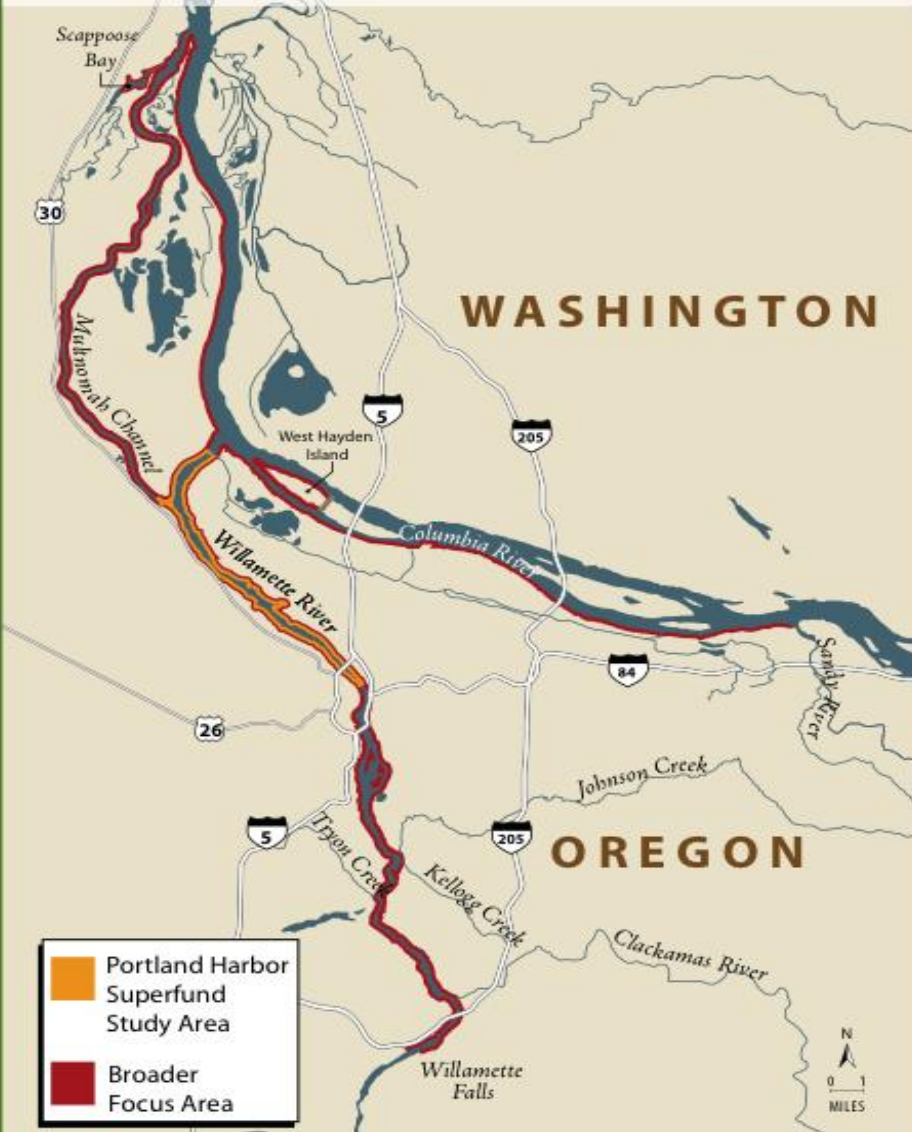 Scappoose
Bay
30
WASHINGTON
Multnomah Channel
5
205
West Hayden
Island
Columbia River
Willamette River
84
Sandy River
26
Johnson Creek
5
205
OREGON
Tryon Creek
Kellogg Creek
Clackamas River
Portland Harbor
Superfund
Study Area
Broader
Focus Area
Willamette
Falls
N
0 1
MILES